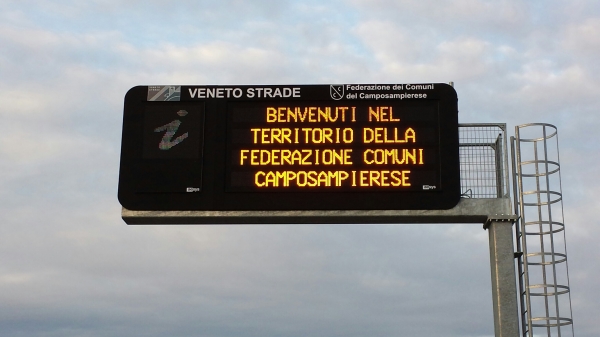 VENETO STRADE
Federazione dei Comuni
del Camposampierese
i
BENVENUTI NEL
TERRITORIO DELLA
FEDERAZIONE COMUNI
CAMPOSAMPIERESE